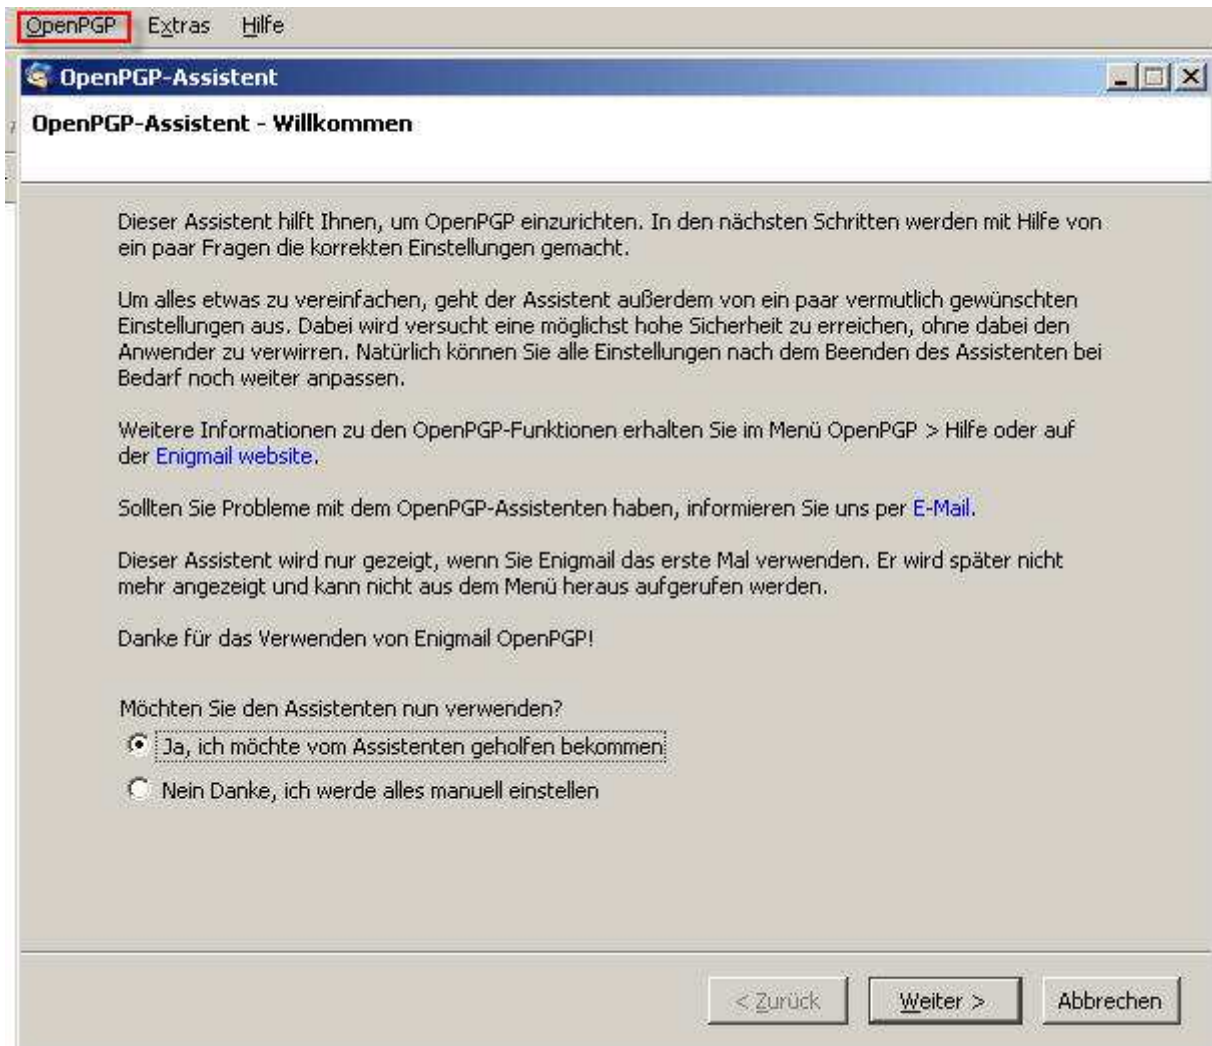 OpenPGP Extras Hilfe
OpenPGP-Assistent
OpenPGP-Assistent - Willkommen
Dieser Assistent hilft Ihnen, um OpenPGP einzurichten. In den nächsten Schritten werden mit Hilfe von
ein paar Fragen die korrekten Einstellungen gemacht.
Um alles etwas zu vereinfachen, geht der Assistent außerdem von ein paar vermutlich gewünschten
Einstellungen aus. Dabei wird versucht eine möglichst hohe Sicherheit zu erreichen, ohne dabei den
Anwender zu verwirren. Natürlich können Sie alle Einstellungen nach dem Beenden des Assistenten bei
Bedarf noch weiter anpassen.
Weitere Informationen zu den OpenPGP-Funktionen erhalten Sie im Menü OpenPGP > Hilfe oder auf
der Enigmail website.
Sollten Sie Probleme mit dem OpenPGP-Assistenten haben, informieren Sie uns per E-Mail.
Dieser Assistent wird nur gezeigt, wenn Sie Enigmail das erste Mal verwenden. Er wird später nicht
mehr angezeigt und kann nicht aus dem Menü heraus aufgerufen werden.
Danke für das Verwenden von Enigmail OpenPGP!
Möchten Sie den Assistenten nun verwenden?
Ja, ich möchte vom Assistenten geholfen bekommen
Nein Danke, ich werde alles manuell einstellen
< Zurück Weiter > Abbrechen